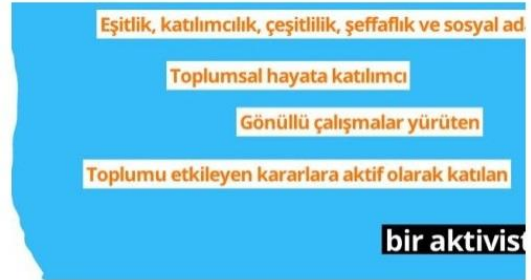 Eşitlik, katılımcılık, çeşitlilik, şeffaflık ve sosyal
Toplumsal hayata katılımcı
Gönüllü çalışmalar yürüten
Toplumu etkileyen kararlara aktif olarak katılan
bir aktivist